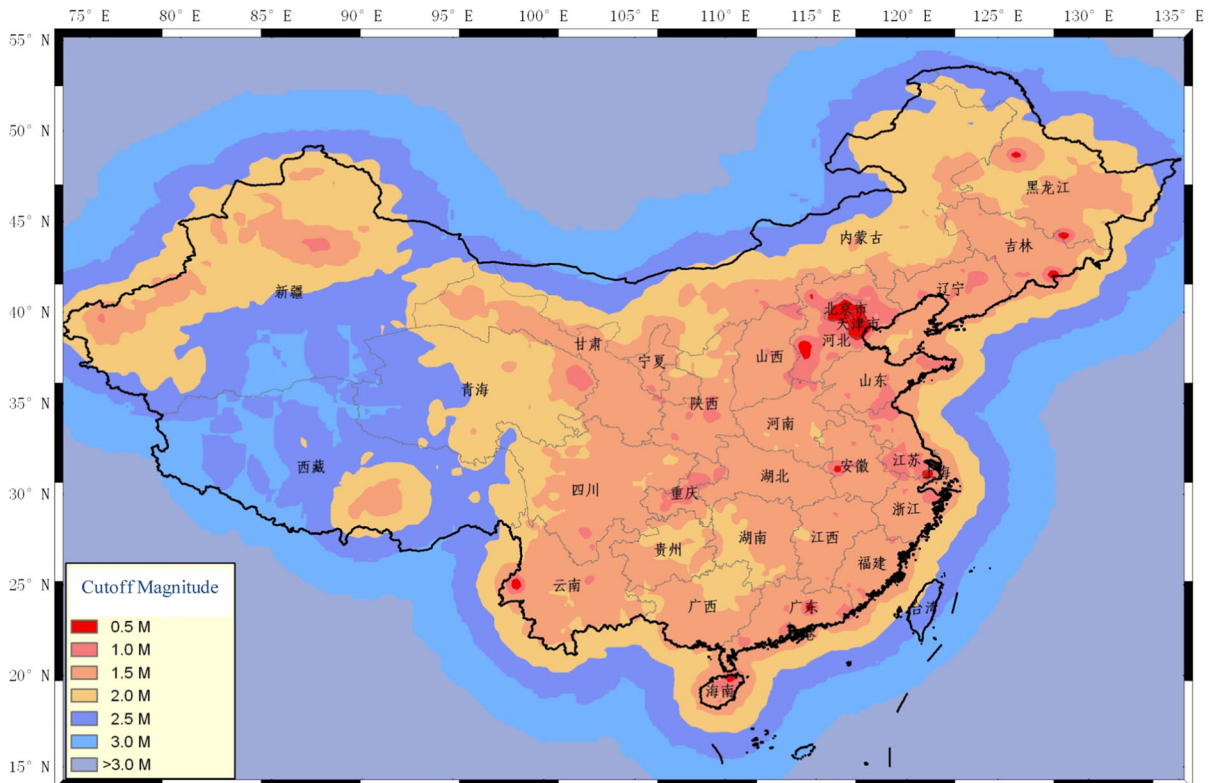 75° E 80° E 85° E 90° E 95° E 100° E 105° E 110° E 115° E 120° E 125° E 130° E 135° E
55° N
50° N
45° N
40° N
35° N
30° N
25° N
20° N
15° N
黑龙江
内蒙古
吉林
新疆
辽宁
北京市
天津市
河北
甘肃
宁夏
山西
山东
青海
陕西
河南
西藏
江苏
安徽
四川
重庆
湖北
浙江
贵州
湖南
江西
福建
云南
广西
广东
台湾
海南
Cutoff Magnitude
0.5 M
1.0 M
1.5 M
2.0 M
2.5 M
3.0 M
>3.0 M